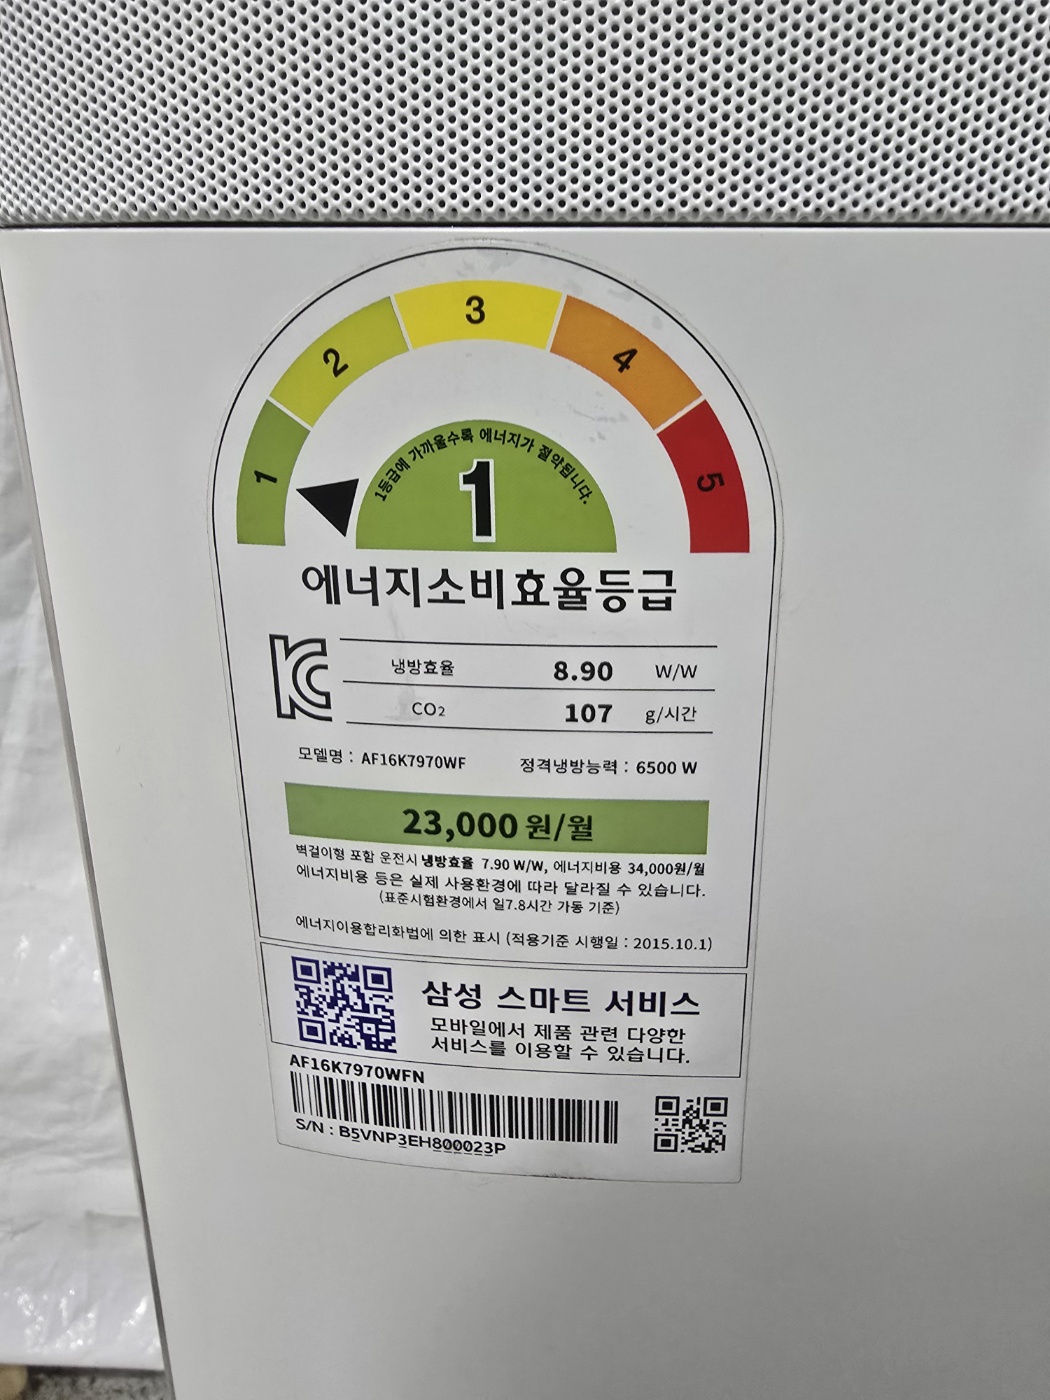 1
2
3
4
5
1등급에 가까울수록 에너지가 절약됩니다.
1
에너지소비효율등급
냉방효율 8.90 W/W
CO2 107 g/시간
모델명 : AF16K7970WF 정격냉방능력 : 6500 W
23,000 원/월
벽걸이형 포함 운전시 냉방효율 7.90 W/W, 에너지비용 34,000원/월
에너지비용 등은 실제 사용환경에 따라 달라질 수 있습니다.
(표준시험환경에서 일7.8시간 가동 기준)
에너지이용합리화법에 의한 표시 (적용기준 시행일 : 2015.10.1)
삼성 스마트 서비스
모바일에서 제품 관련 다양한
서비스를 이용할 수 있습니다.
AF16K7970WFN
S/N : B5VNP3EH800023P